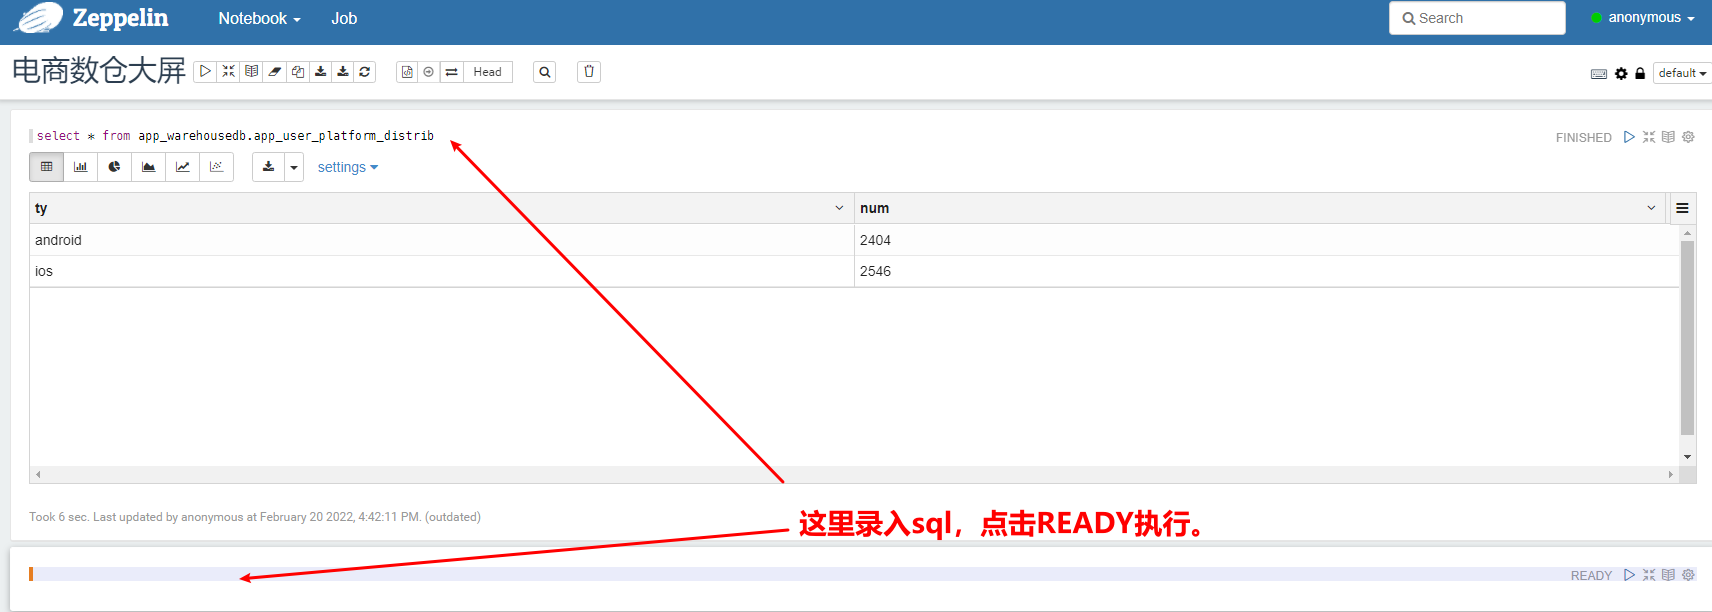 Zeppelin Notebook Job Search anonymous
电商数仓大屏 Head default
select * from app_warehousedb.app_user_platform_distrib
FINISHED
settings
ty num
android 2404
ios 2546
Took 6 sec. Last updated by anonymous at February 20 2022, 4:42:11 PM. (outdated)
这里录入sql，点击READY执行。
READY